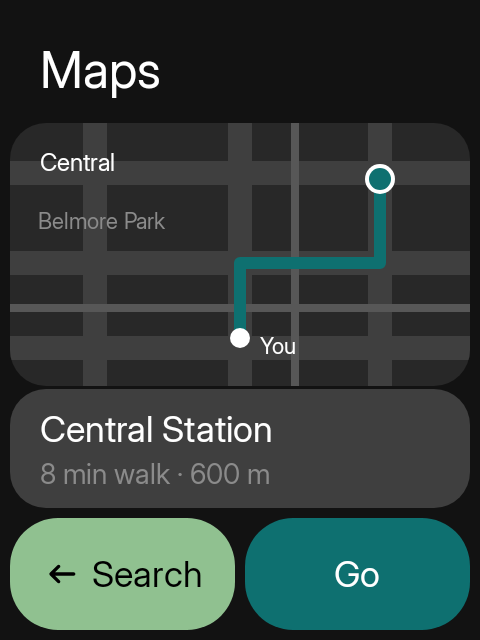 Maps
Central
Belmore Park
You
Central Station
8 min walk · 600 m
← Search
Go